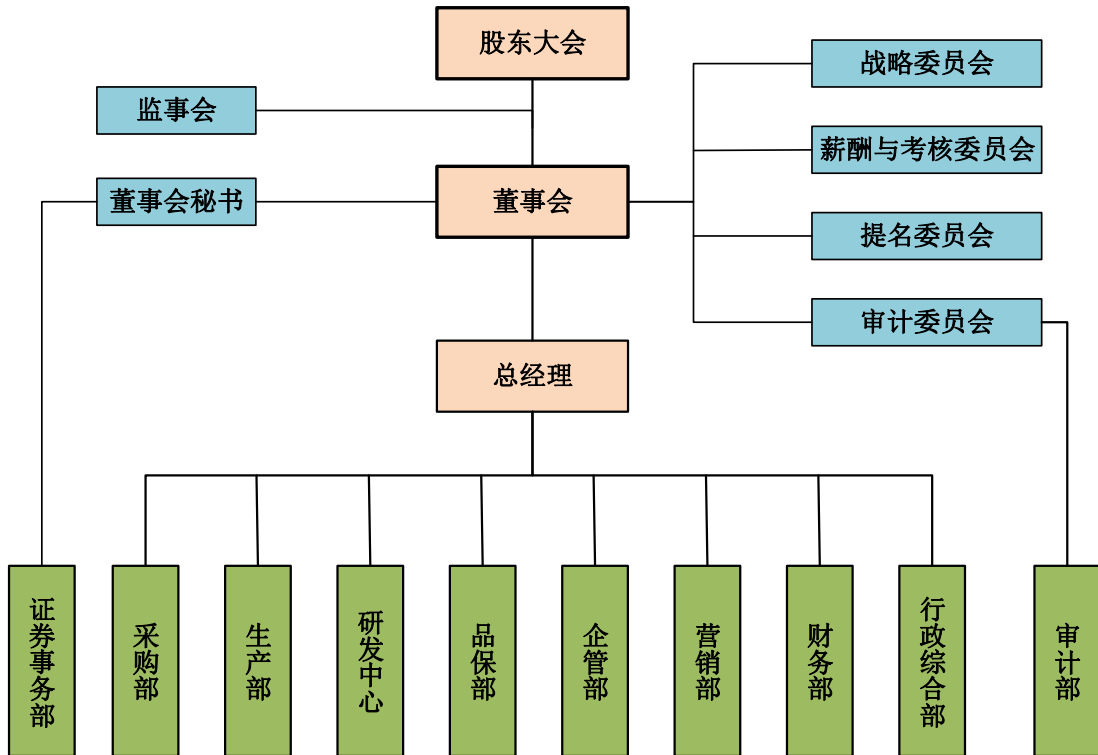 股东大会
战略委员会
监事会
薪酬与考核委员会
董事会秘书
董事会
提名委员会
审计委员会
总经理
证券事务部
采购部
生产部
研发中心
品保部
企管部
营销部
财务部
行政综合部
审计部